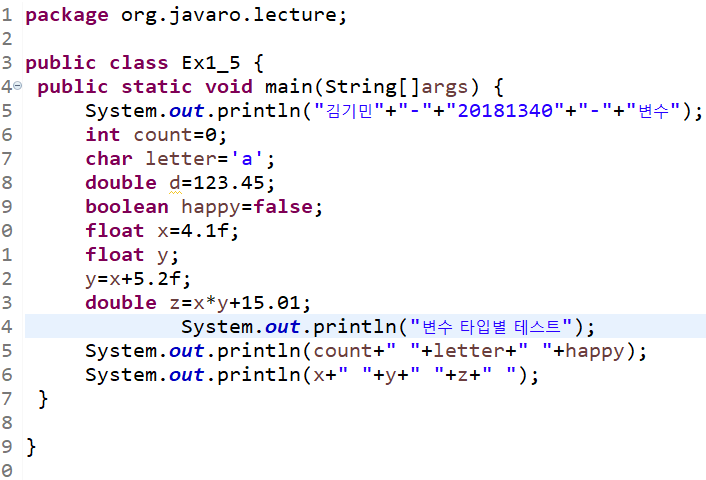 1 package org.javaro.lecture;
2
3 public class Ex1_5 {
4 public static void main(String[]args) {
5 System.out.println("김기민"+"-"+"20181340"+"-"+"변수");
6 int count=0;
7 char letter='a';
8 double d=123.45;
9 boolean happy=false;
0 float x=4.1f;
1 float y;
2 y=x+5.2f;
3 double z=x*y+15.01;
4 System.out.println("변수 타입별 테스트");
5 System.out.println(count+" "+letter+" "+happy);
6 System.out.println(x+" "+y+" "+z+" ");
7 }
8
9 }
0